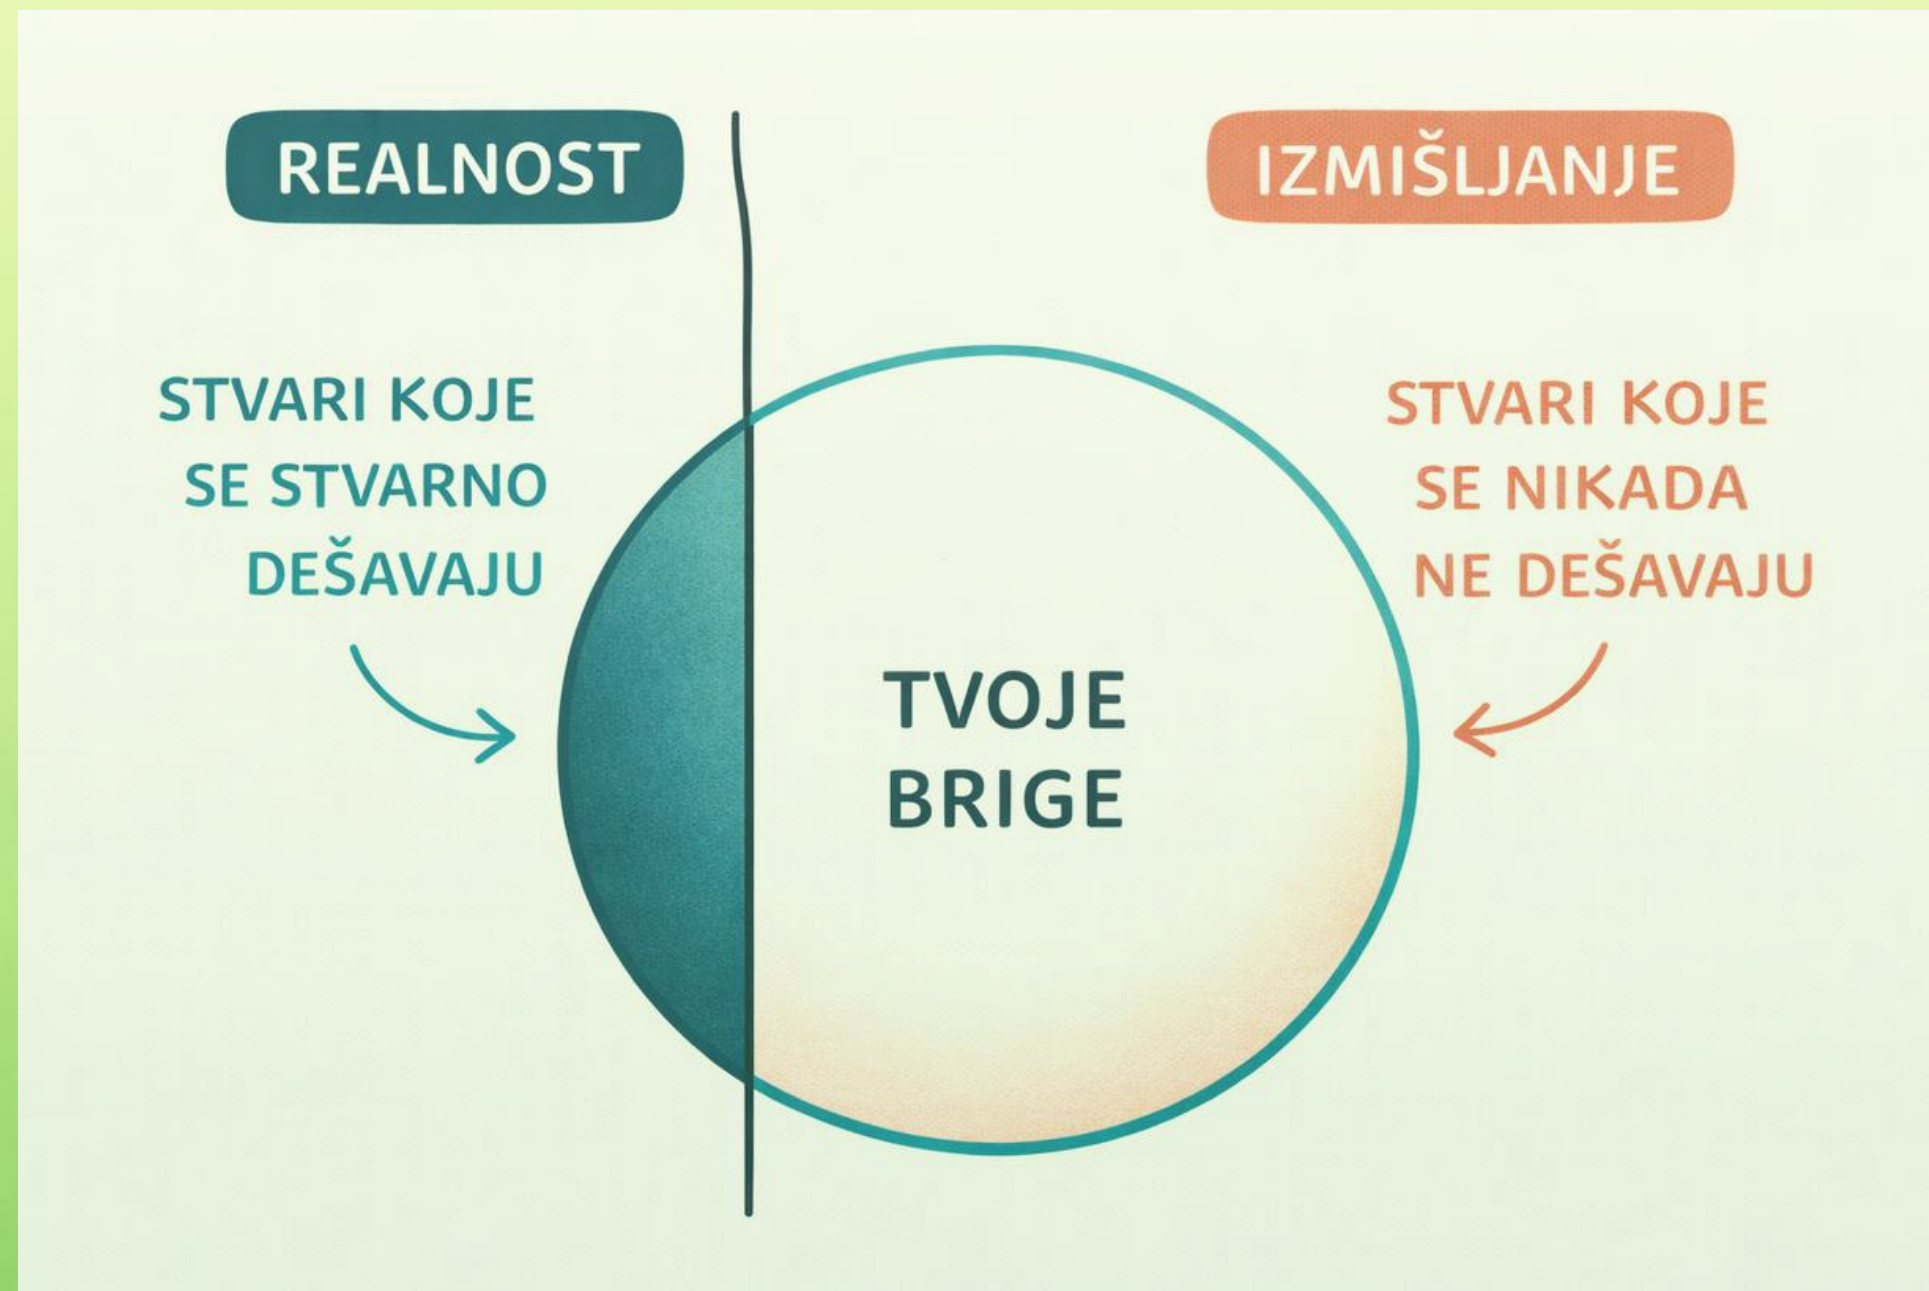 REALNOST
IZMIŠLJANJE
STVARI KOJE
SE STVARNO
DEŠAVAJU
STVARI KOJE
SE NIKADA
NE DEŠAVAJU
TVOJE
BRIGE